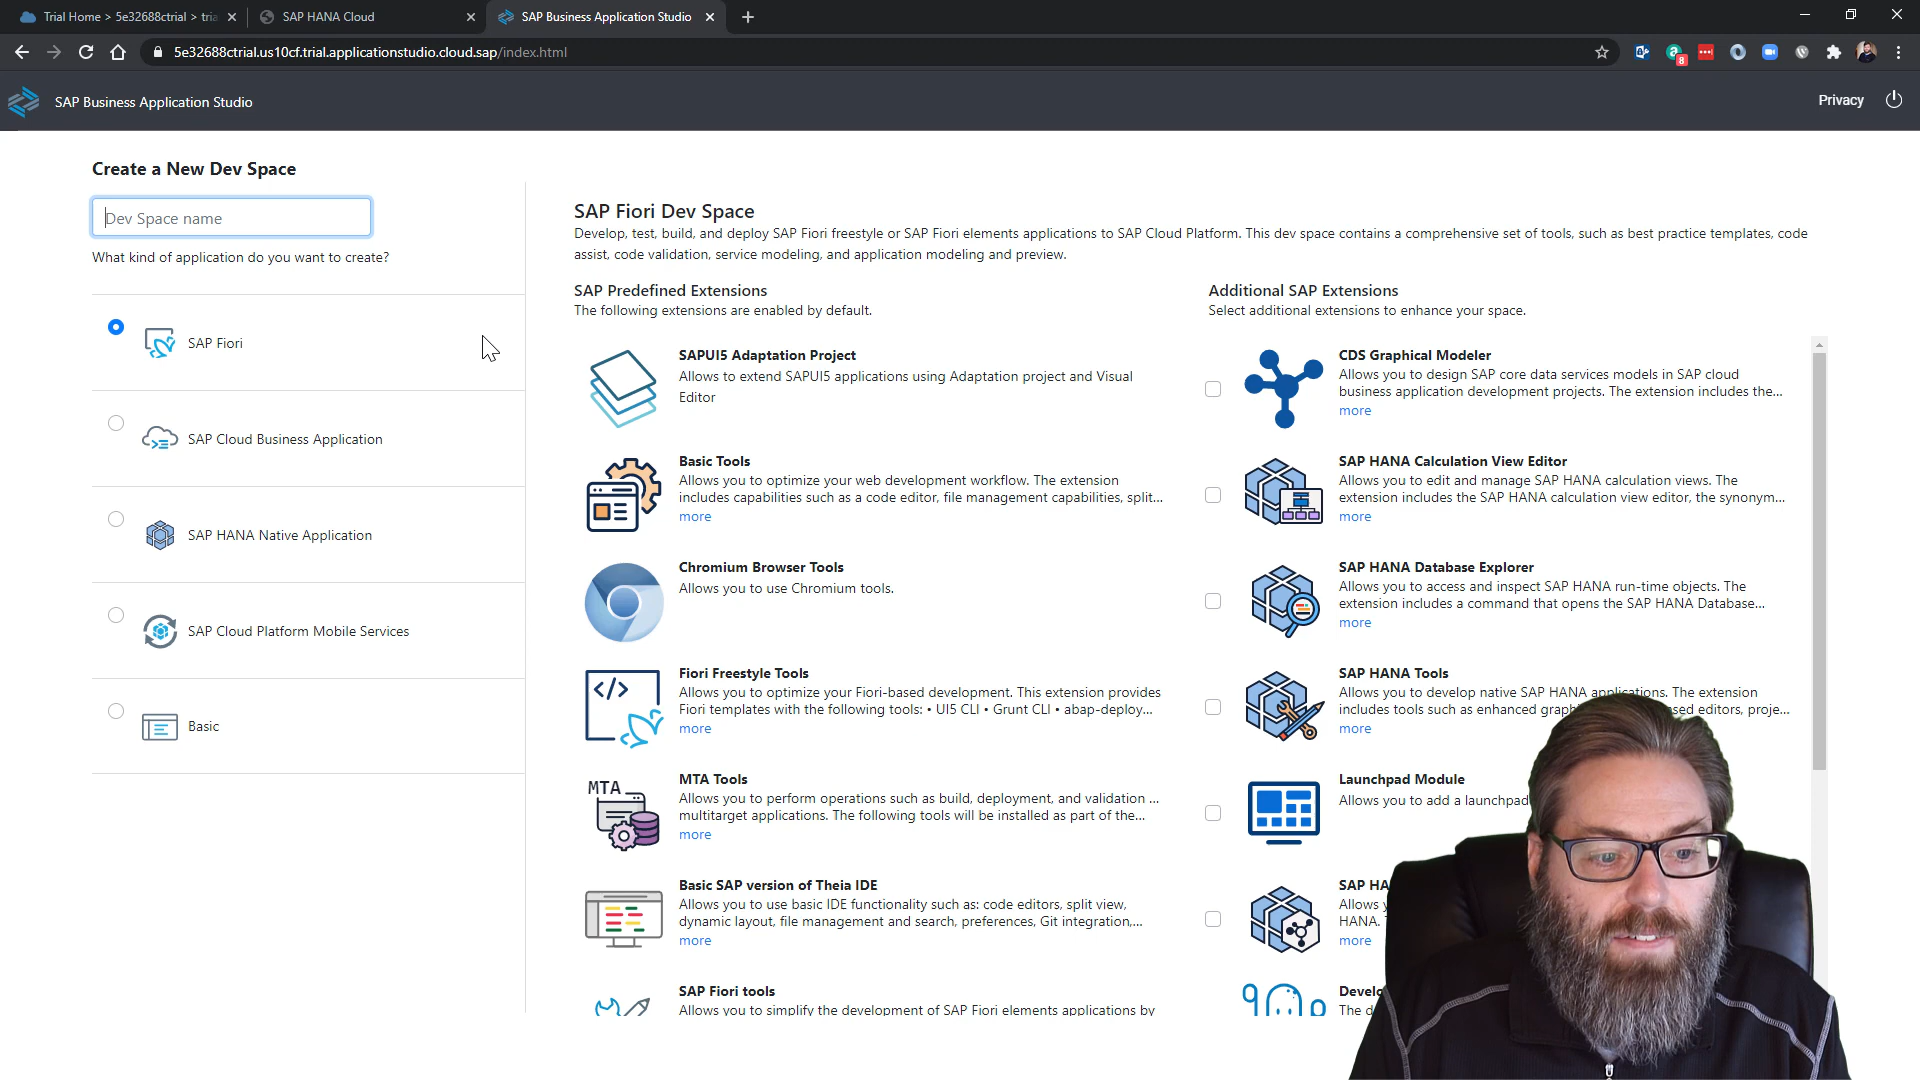 Trial Home > 5e32688ctrial > tria
SAP HANA Cloud
SAP Business Application Studio
5e32688ctrial.us10cf.trial.applicationstudio.cloud.sap/index.html
8
SAP Business Application Studio
Privacy
Create a New Dev Space
Dev Space name
What kind of application do you want to create?
SAP Fiori
SAP Cloud Business Application
SAP HANA Native Application
SAP Cloud Platform Mobile Services
Basic
SAP Fiori Dev Space
Develop, test, build, and deploy SAP Fiori freestyle or SAP Fiori elements applications to SAP Cloud Platform. This dev space contains a comprehensive set of tools, such as best practice templates, code
assist, code validation, service modeling, and application modeling and preview.
SAP Predefined Extensions
The following extensions are enabled by default.
SAPUI5 Adaptation Project
Allows to extend SAPUI5 applications using Adaptation project and Visual
Editor
Basic Tools
Allows you to optimize your web development workflow. The extension
includes capabilities such as a code editor, file management capabilities, split...
more
Chromium Browser Tools
Allows you to use Chromium tools.
Fiori Freestyle Tools
Allows you to optimize your Fiori-based development. This extension provides
Fiori templates with the following tools: • UI5 CLI • Grunt CLI • abap-deploy...
more
MTA
MTA Tools
Allows you to perform operations such as build, deployment, and validation ...
multitarget applications. The following tools will be installed as part of the...
more
Basic SAP version of Theia IDE
Allows you to use basic IDE functionality such as: code editors, split view,
dynamic layout, file management and search, preferences, Git integration,...
more
SAP Fiori tools
Allows you to simplify the development of SAP Fiori elements applications by
Additional SAP Extensions
Select additional extensions to enhance your space.
CDS Graphical Modeler
Allows you to design SAP core data services models in SAP cloud
business application development projects. The extension includes the...
more
SAP HANA Calculation View Editor
Allows you to edit and manage SAP HANA calculation views. The
extension includes the SAP HANA calculation view editor, the synonym...
more
SAP HANA Database Explorer
Allows you to access and inspect SAP HANA run-time objects. The
extension includes a command that opens the SAP HANA Database...
more
SAP HANA Tools
Allows you to develop native SAP HANA applications. The extension
includes tools such as enhanced sed editors, proje...
more
Launchpad Module
Allows you to add a launchpad
SAP HA
Allows y
HANA.
more
Develo
The d